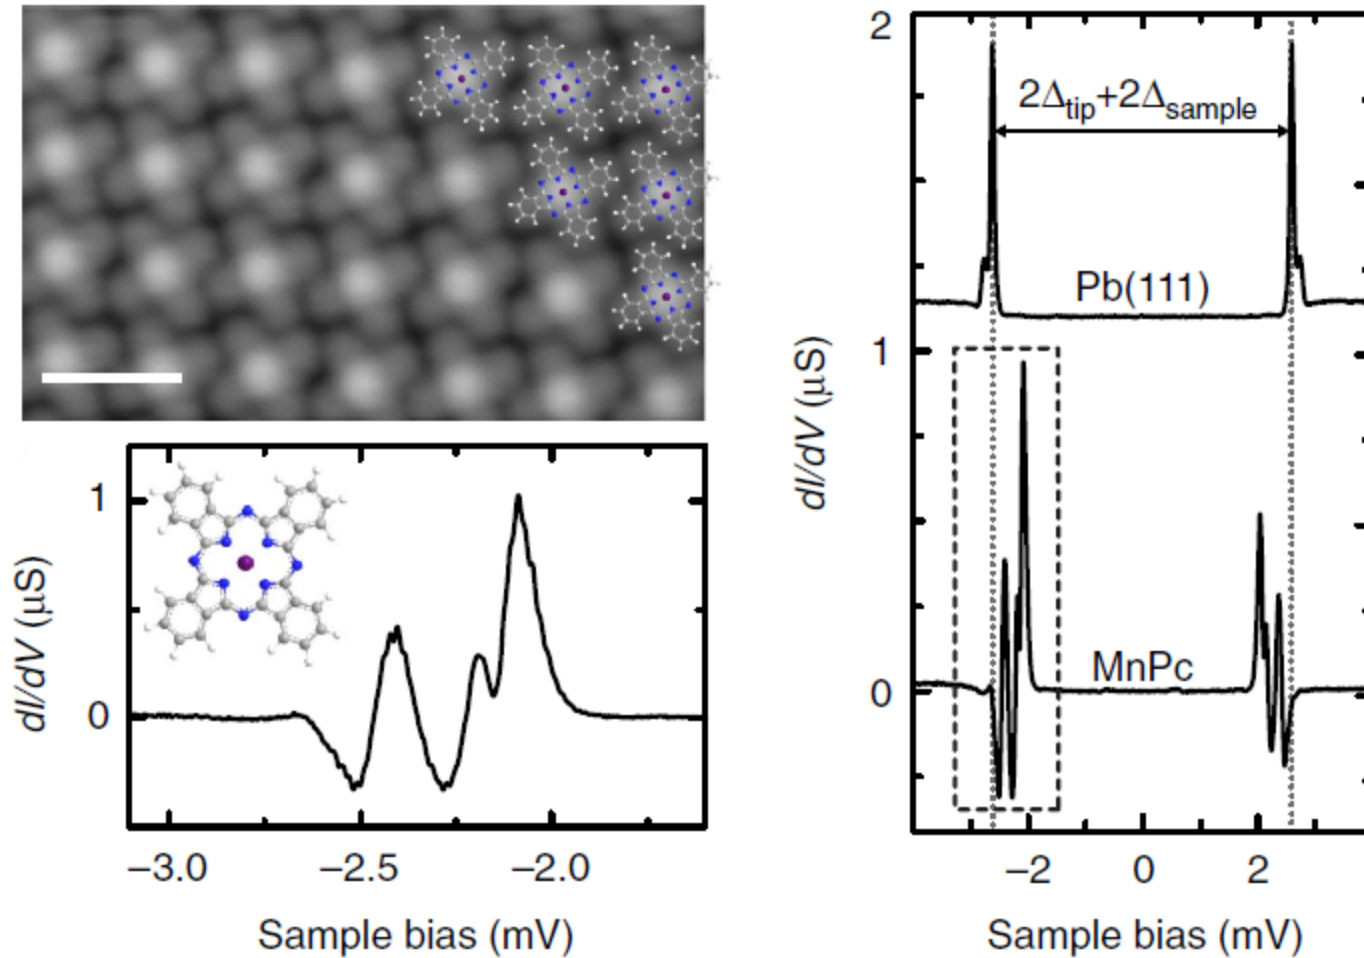 1
0
dI/dV (μS)
−3.0 −2.5 −2.0
Sample bias (mV)
2
2Δtip+2Δsample
Pb(111)
1
dI/dV (μS)
MnPc
0
−2 0 2
Sample bias (mV)